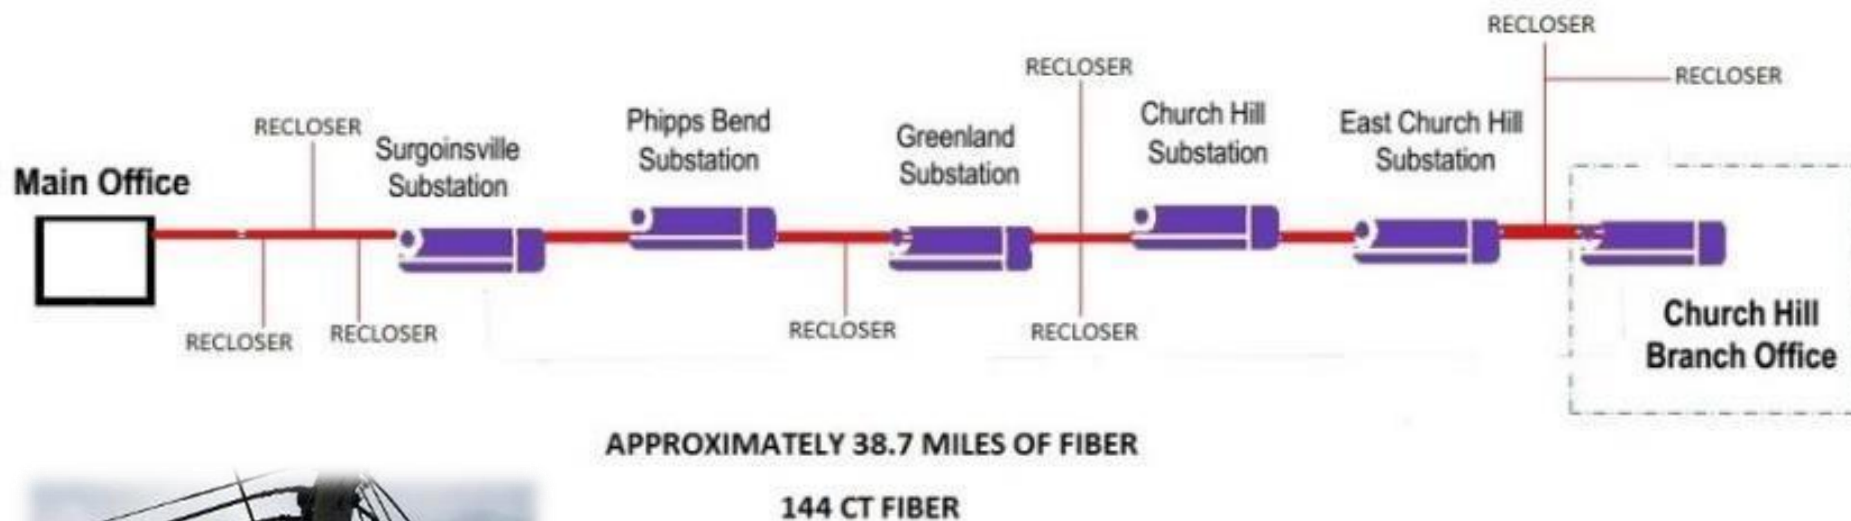 RECLOSER
RECLOSER
RECLOSER
Church Hill
Substation
East Church Hill
Substation
Phipps Bend
Substation
Greenland
Substation
RECLOSER
Surgoinsville
Substation
Main Office
RECLOSER
RECLOSER
RECLOSER
RECLOSER
Church Hill
Branch Office
APPROXIMATELY 38.7 MILES OF FIBER
144 CT FIBER